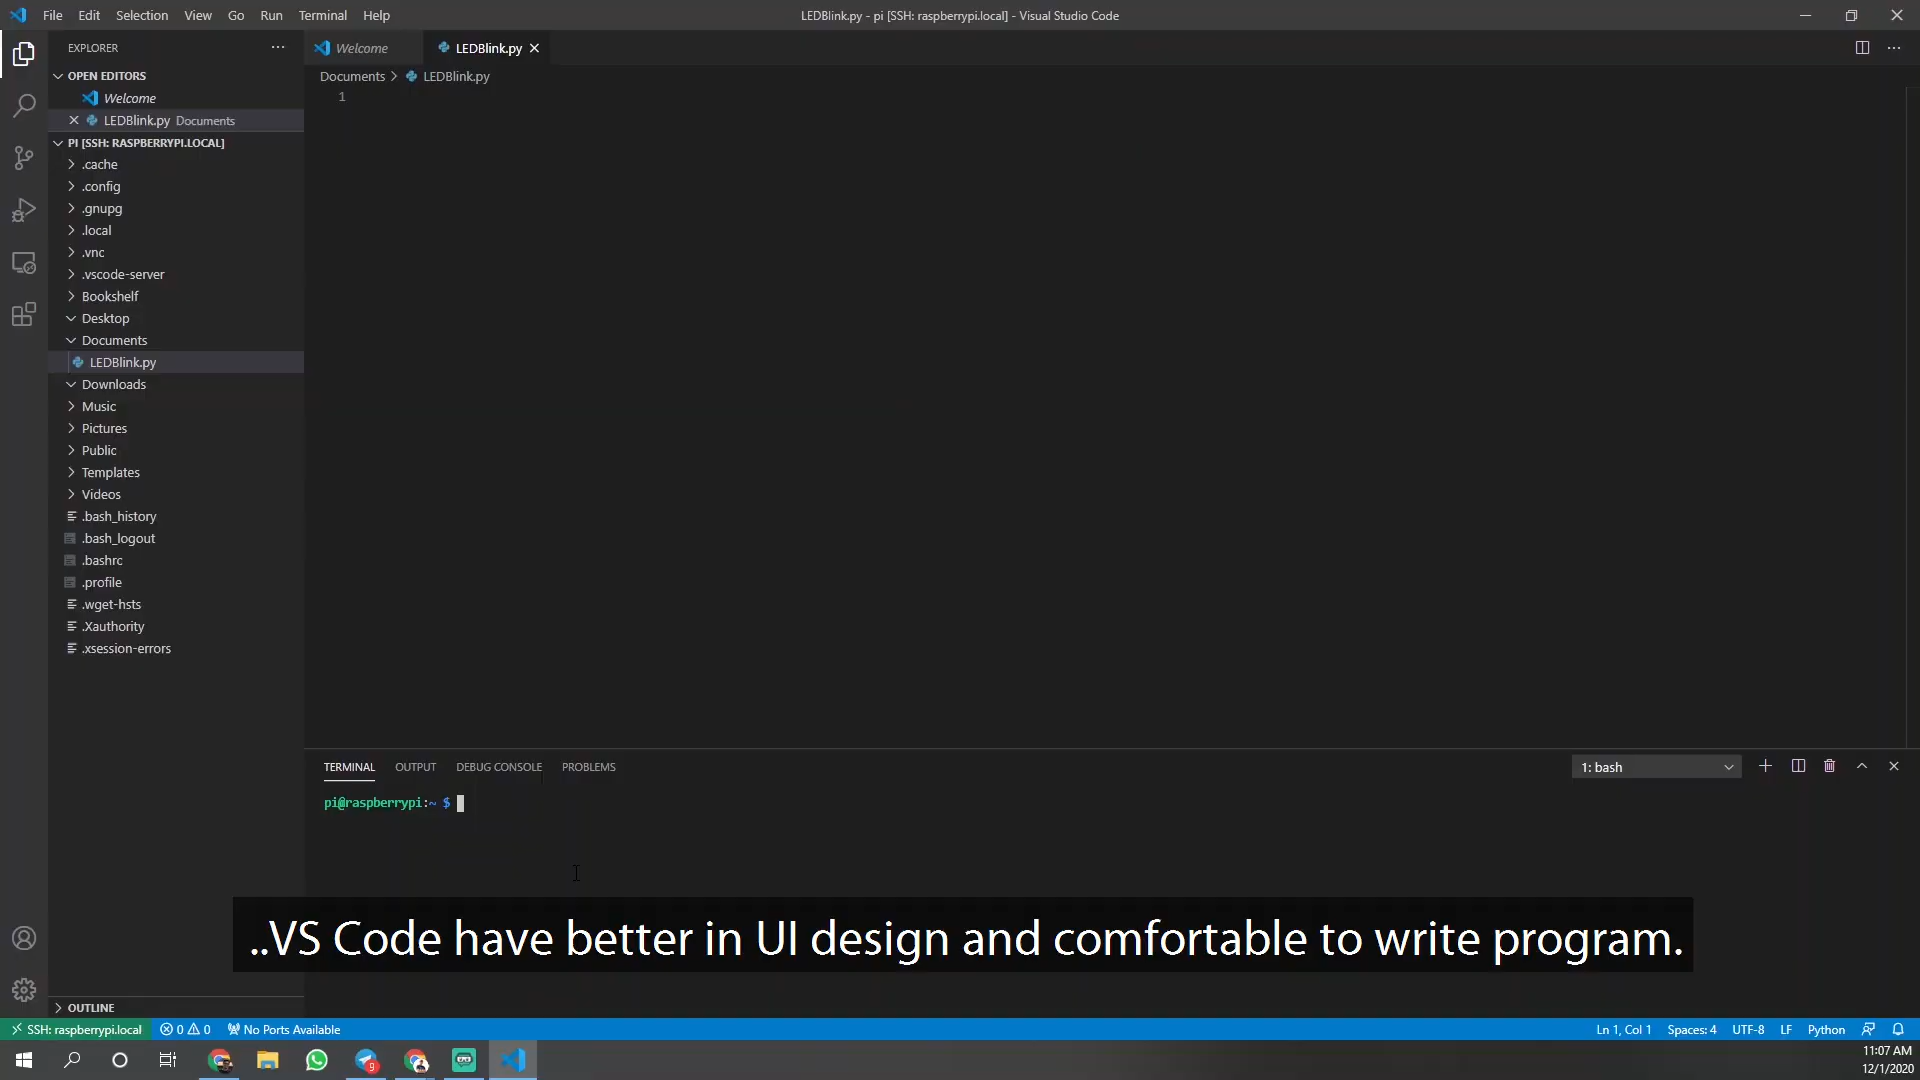 File Edit Selection View Go Run Terminal Help
LEDBlink.py - pi [SSH: raspberrypi.local] - Visual Studio Code
EXPLORER
OPEN EDITORS
Welcome
LEDBlink.py Documents
PI [SSH: RASPBERRYPI.LOCAL]
.cache
.config
.gnupg
.local
.vnc
.vscode-server
Bookshelf
Desktop
Documents
LEDBlink.py
Downloads
Music
Pictures
Public
Templates
Videos
.bash_history
.bash_logout
.bashrc
.profile
.wget-hsts
.Xauthority
.xsession-errors
OUTLINE
Welcome
LEDBlink.py
Documents > LEDBlink.py
1
TERMINAL OUTPUT DEBUG CONSOLE PROBLEMS
1: bash
pi@raspberrypi:~ $
..VS Code have better in UI design and comfortable to write program.
SSH: raspberrypi.local 0 0 No Ports Available
Ln 1, Col 1 Spaces: 4 UTF-8 LF Python
9
11:07 AM
12/1/2020